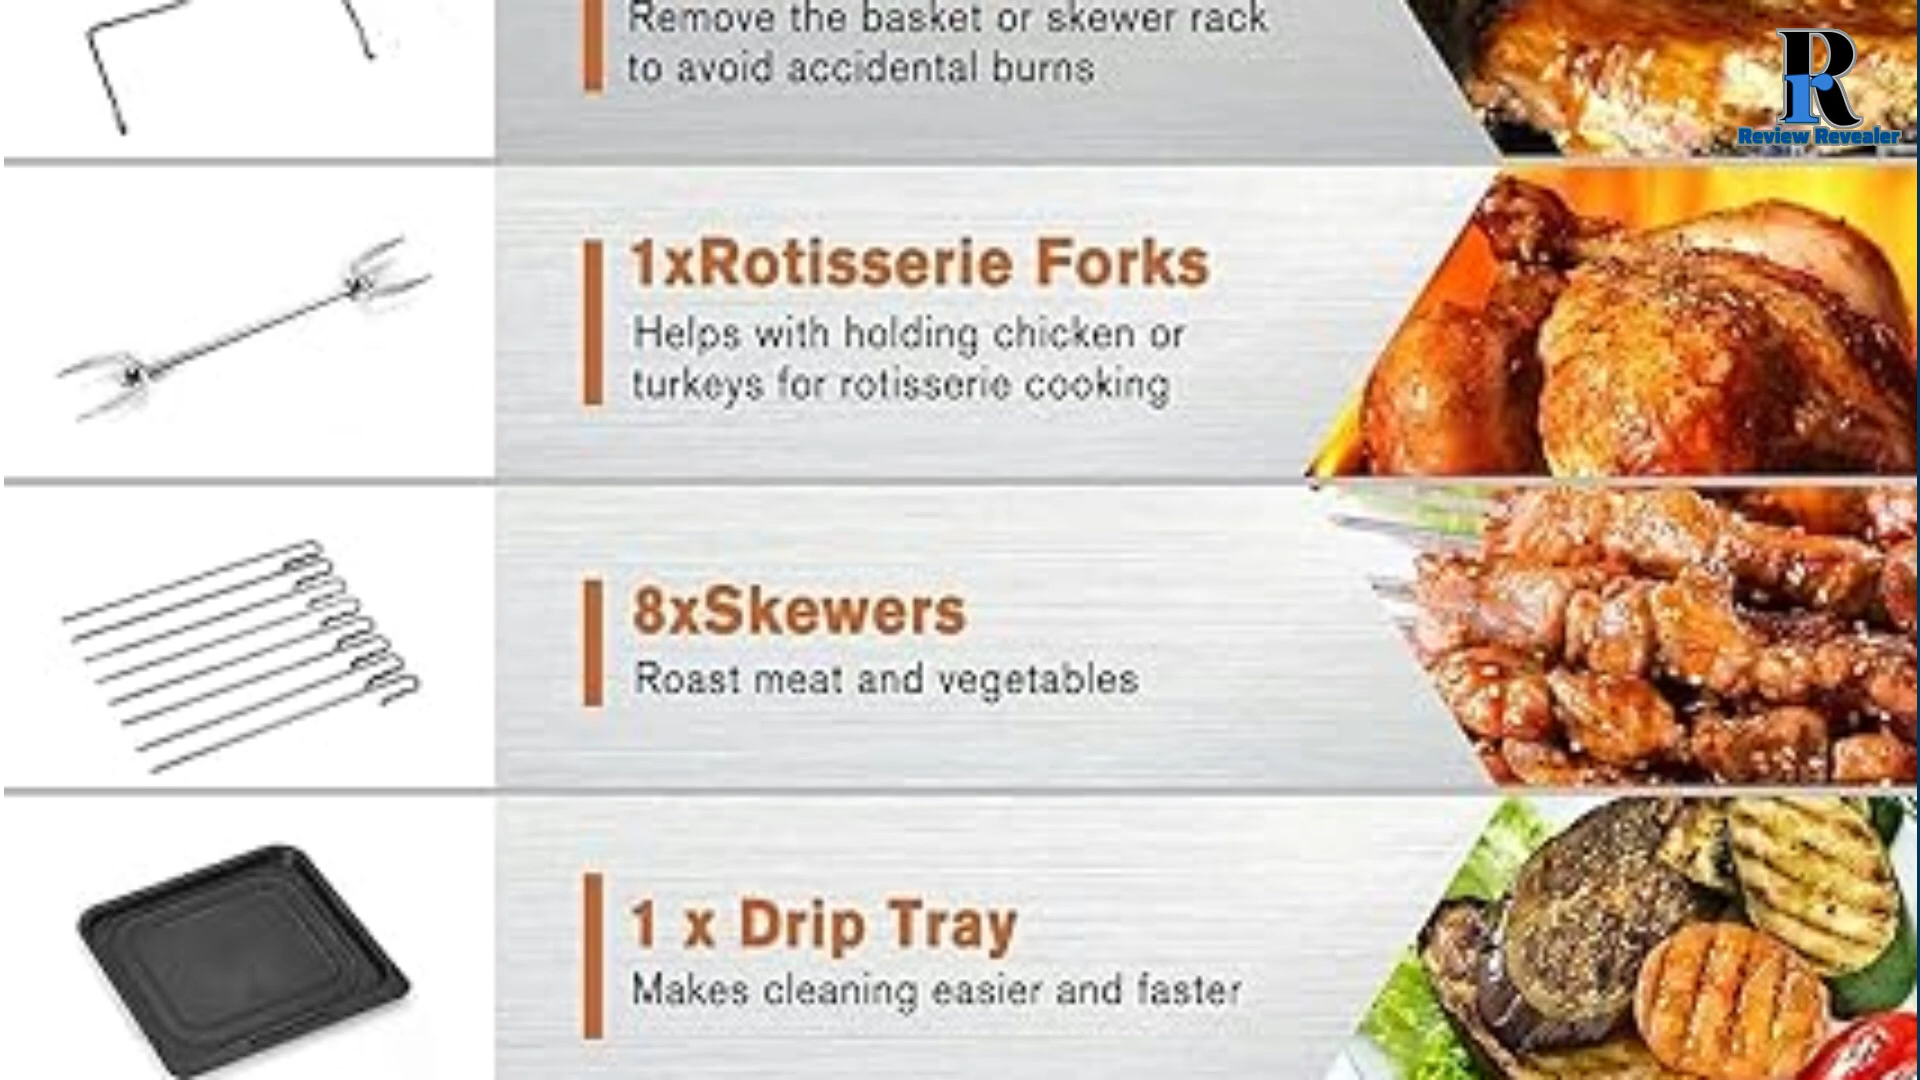 Remove the basket or skewer rack
to avoid accidental burns
R
r
Review Revealer
1xRotisserie Forks
Helps with holding chicken or
turkeys for rotisserie cooking
8xSkewers
Roast meat and vegetables
1 x Drip Tray
Makes cleaning easier and faster